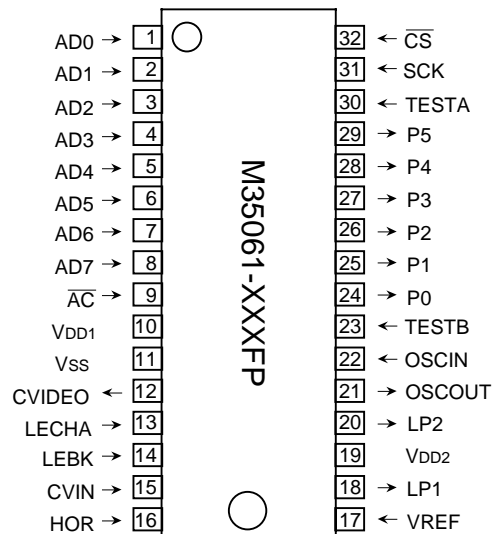 AD0 → 1 32 ← C̅S̅
AD1 → 2 31 ← SCK
AD2 → 3 30 ← TESTA
AD3 → 4 29 → P5
AD4 → 5 28 → P4
AD5 → 6 27 → P3
AD6 → 7 26 → P2
AD7 → 8 25 → P1
A̅C̅ → 9 24 → P0
VDD1 10 23 ← TESTB
VSS 11 22 ← OSCIN
CVIDEO ← 12 21 → OSCOUT
LECHA → 13 20 → LP2
LEBK → 14 19 VDD2
CVIN → 15 18 → LP1
HOR → 16 17 ← VREF
M35061-XXXFP